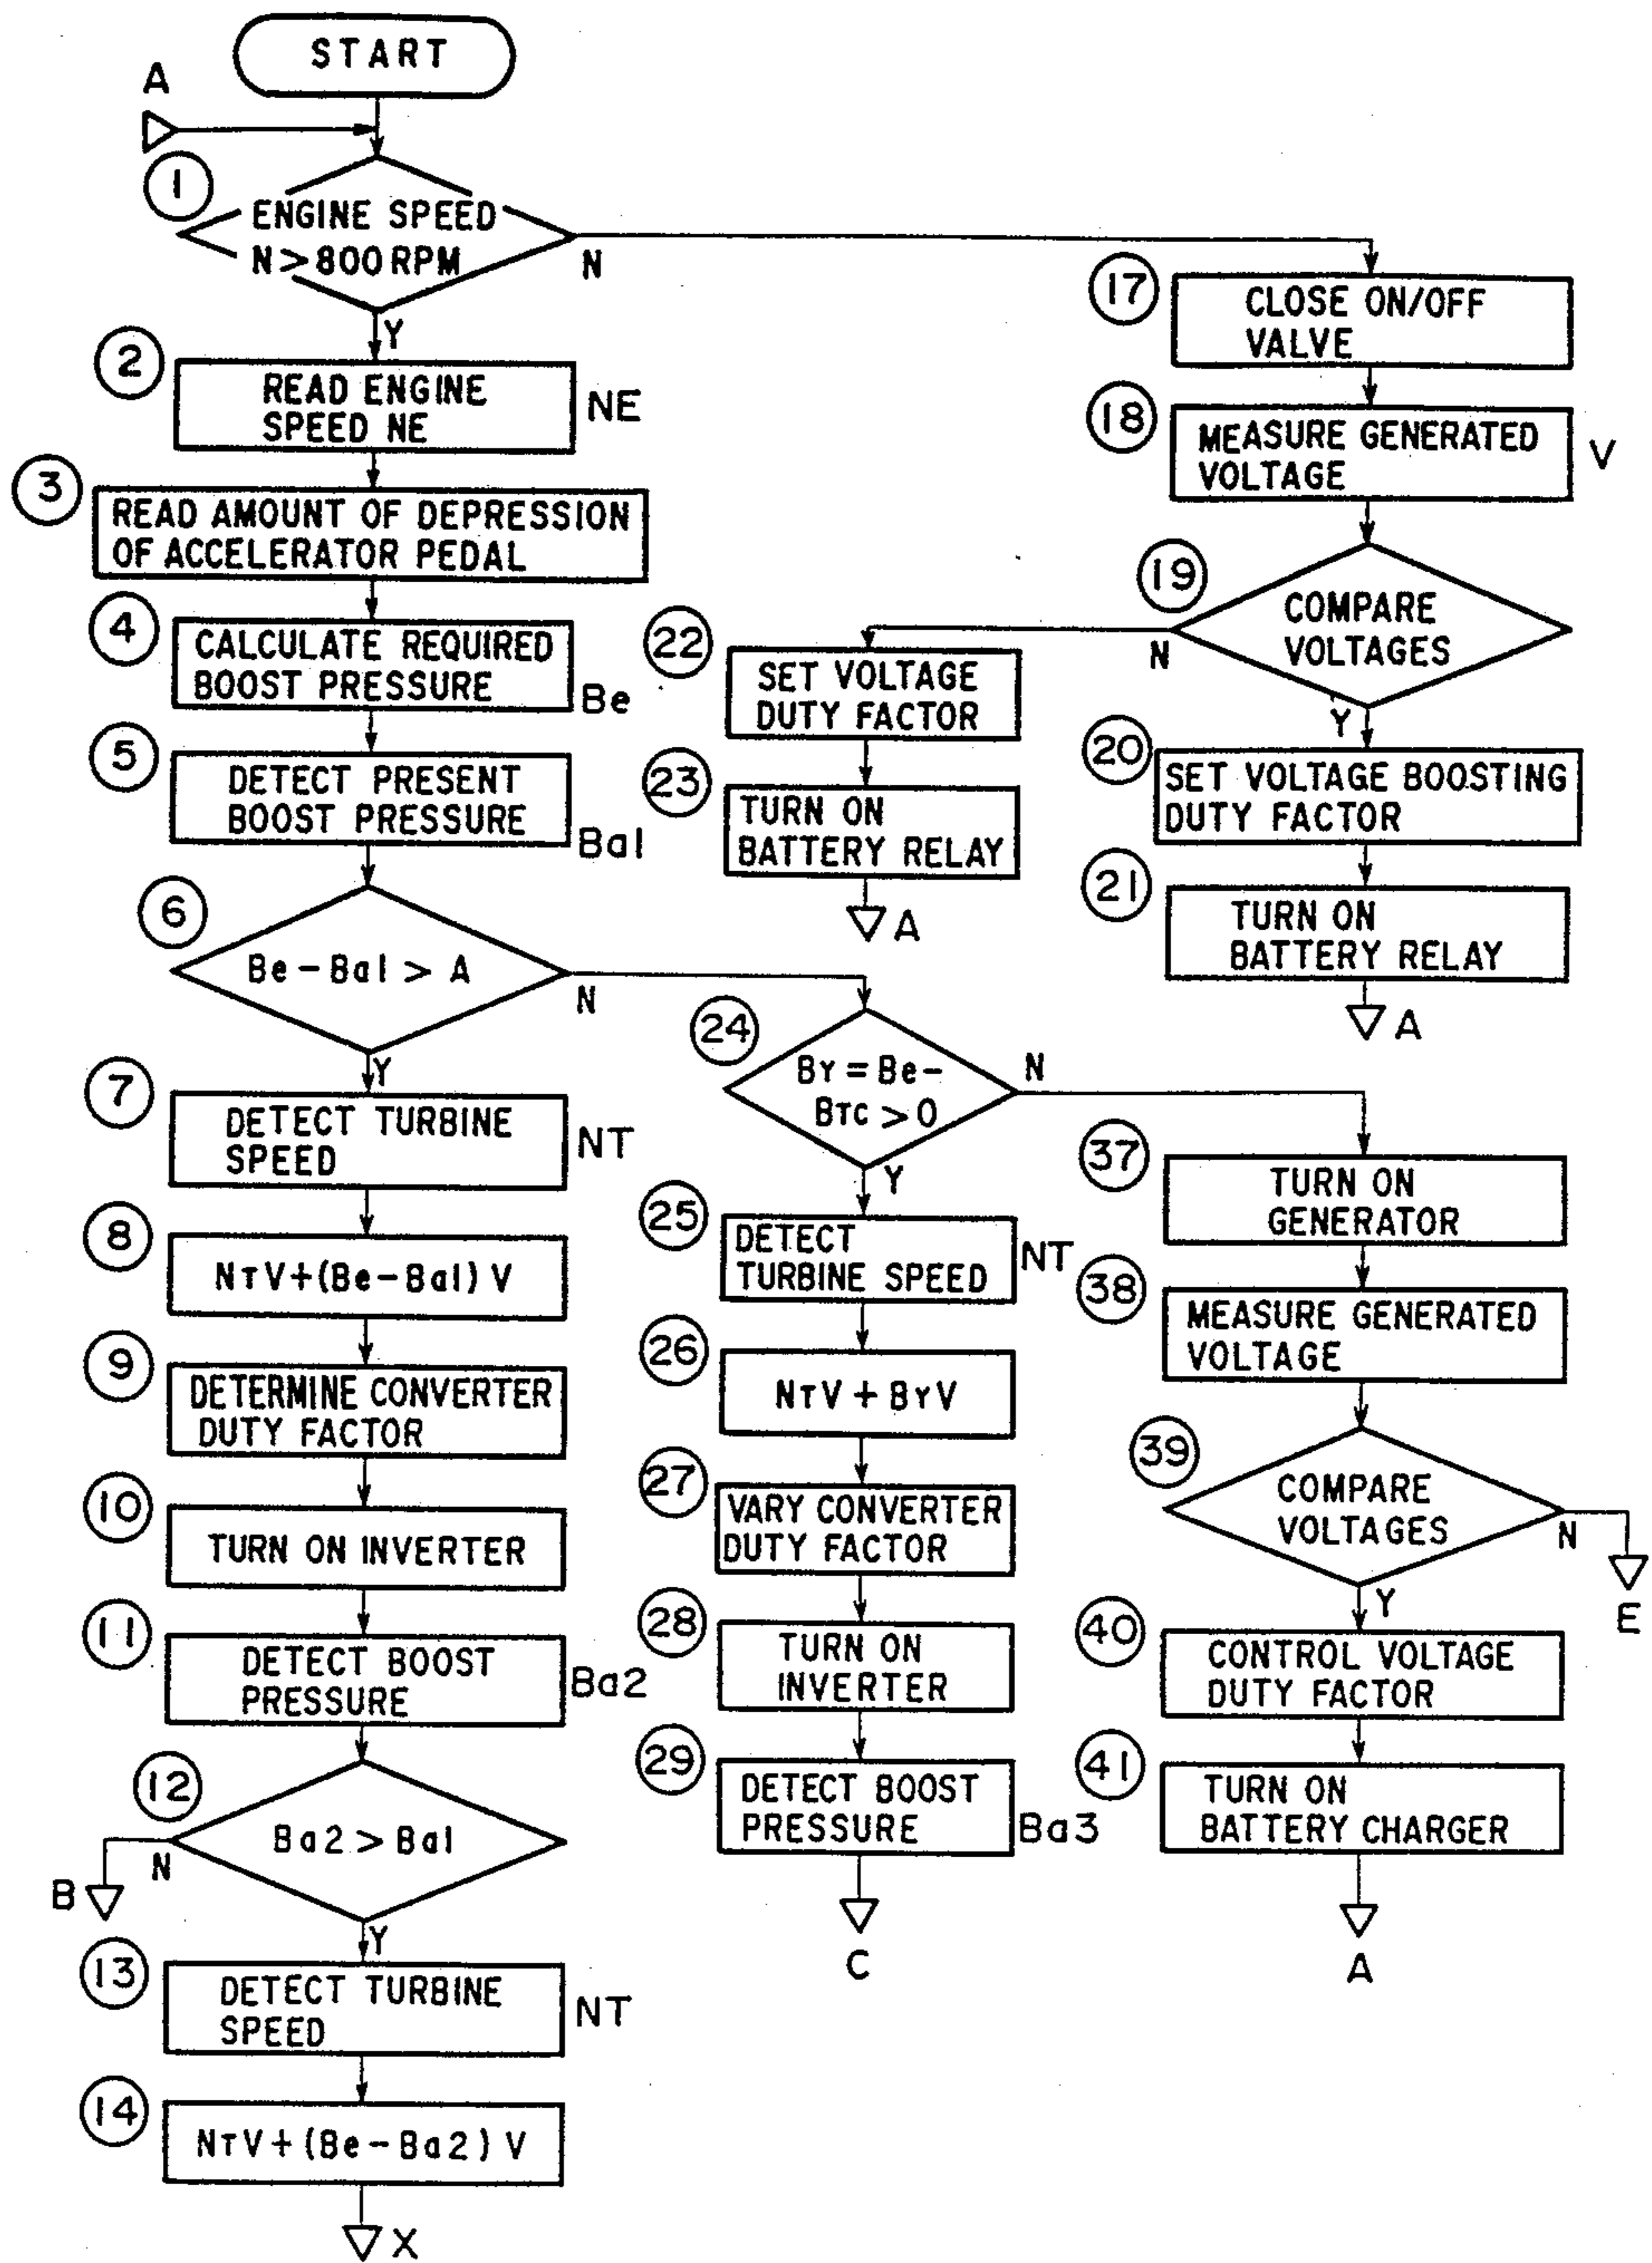 START
A
1
ENGINE SPEED
N>800 RPM
N
Y
2
READ ENGINE
SPEED NE
NE
3
READ AMOUNT OF DEPRESSION
OF ACCELERATOR PEDAL
4
CALCULATE REQUIRED
BOOST PRESSURE
Be
5
DETECT PRESENT
BOOST PRESSURE
Ba1
6
Be-Ba1 > A
N
Y
7
DETECT TURBINE
SPEED
NT
8
NTV+(Be-Ba1) V
9
DETERMINE CONVERTER
DUTY FACTOR
10
TURN ON INVERTER
11
DETECT BOOST
PRESSURE
Ba2
12
Ba2 > Ba1
N
B
Y
13
DETECT TURBINE
SPEED
NT
14
NTV+(Be-Ba2) V
X
17
CLOSE ON/OFF
VALVE
18
MEASURE GENERATED
VOLTAGE
V
19
COMPARE
VOLTAGES
N
Y
20
SET VOLTAGE BOOSTING
DUTY FACTOR
21
TURN ON
BATTERY RELAY
A
22
SET VOLTAGE
DUTY FACTOR
23
TURN ON
BATTERY RELAY
A
24
BY = Be-
BTC > 0
N
Y
25
DETECT
TURBINE SPEED
NT
26
NTV + BYV
27
VARY CONVERTER
DUTY FACTOR
28
TURN ON
INVERTER
29
DETECT BOOST
PRESSURE
Ba3
C
37
TURN ON
GENERATOR
38
MEASURE GENERATED
VOLTAGE
39
COMPARE
VOLTAGES
N
E
Y
40
CONTROL VOLTAGE
DUTY FACTOR
41
TURN ON
BATTERY CHARGER
A